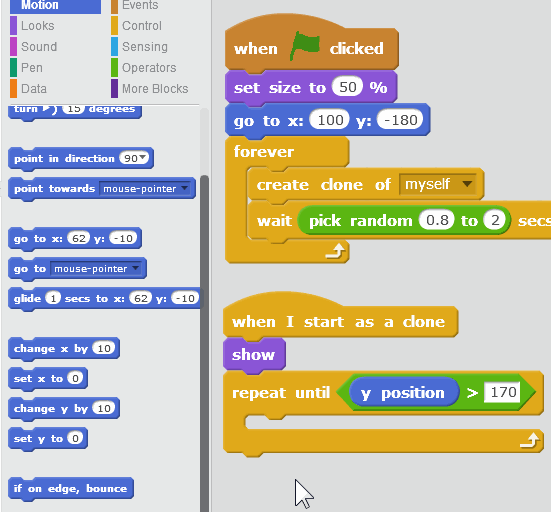 Motion
Events
Looks
Control
Sound
Sensing
Pen
Operators
Data
More Blocks
turn 15 degrees
point in direction 90▼
point towards mouse-pointer
go to x: 62 y: -10
go to mouse-pointer
glide 1 secs to x: 62 y: -10
change x by 10
set x to 0
change y by 10
set y to 0
if on edge, bounce
when clicked
set size to 50 %
go to x: 100 y: -180
forever
create clone of myself
wait pick random 0.8 to 2 secs
when I start as a clone
show
repeat until y position > 170